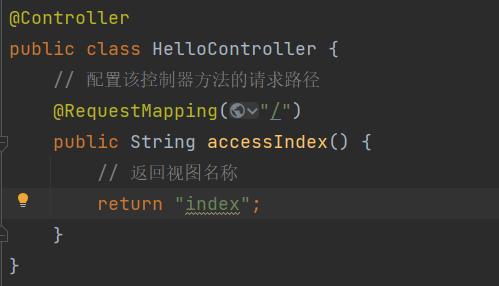 @Controller
public class HelloController {
// 配置该控制器方法的请求路径
@RequestMapping("/")
public String accessIndex() {
// 返回视图名称
return "index";
}
}